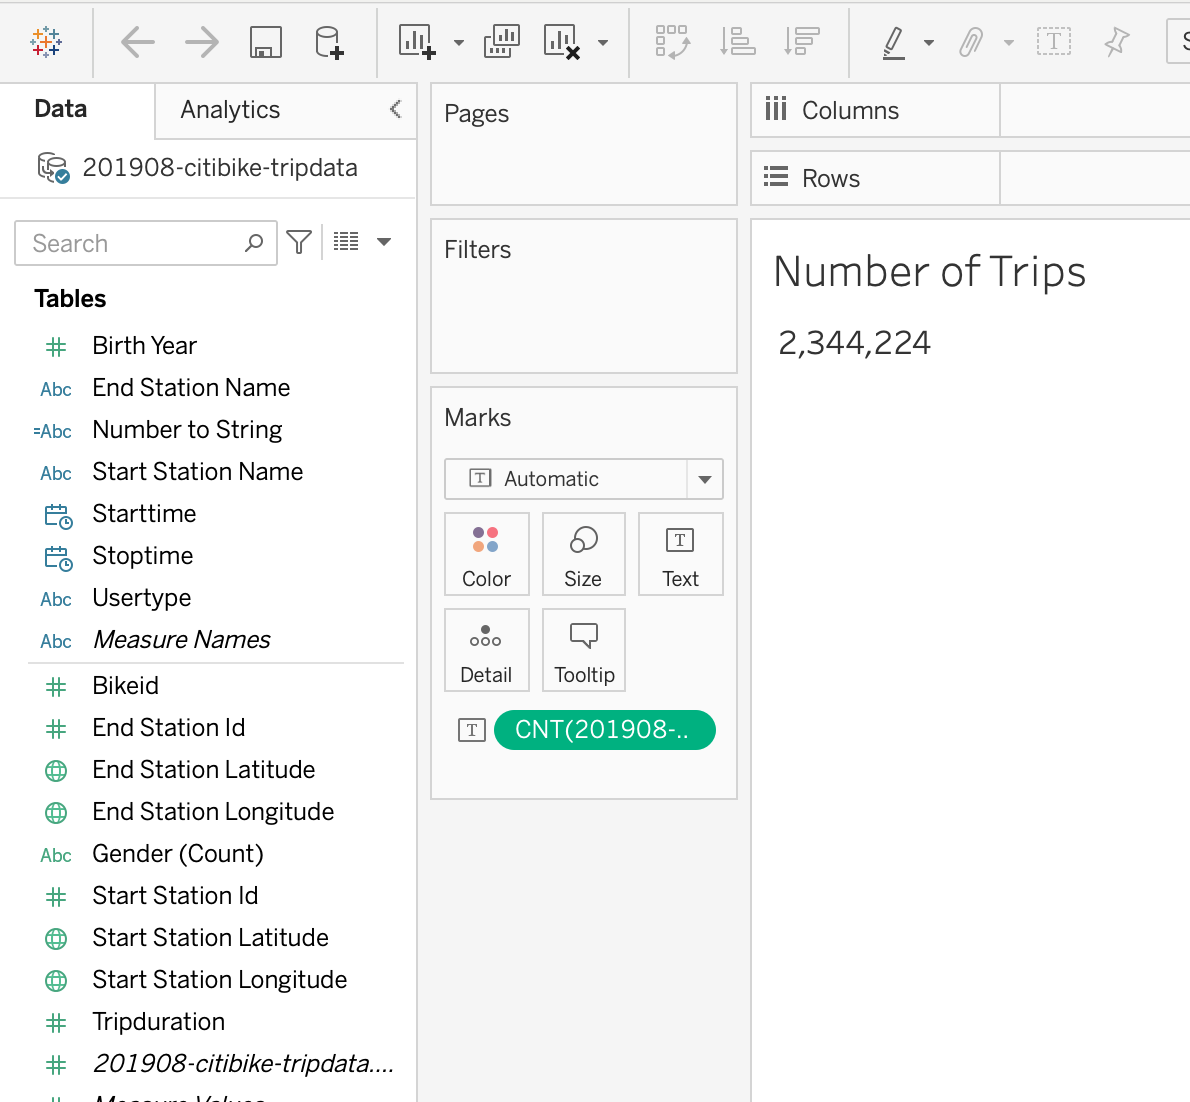 Data
Analytics
201908-citibike-tripdata
Search
Tables
Birth Year
Abc End Station Name
=Abc Number to String
Abc Start Station Name
Starttime
Stoptime
Abc Usertype
Abc Measure Names
Bikeid
End Station Id
End Station Latitude
End Station Longitude
Abc Gender (Count)
Start Station Id
Start Station Latitude
Start Station Longitude
Tripduration
201908-citibike-tripdata....
Measure Values
Pages
Filters
Marks
T Automatic
Color
Size
T
Text
Detail
Tooltip
T CNT(201908-..
T
Columns
Rows
Number of Trips
2,344,224